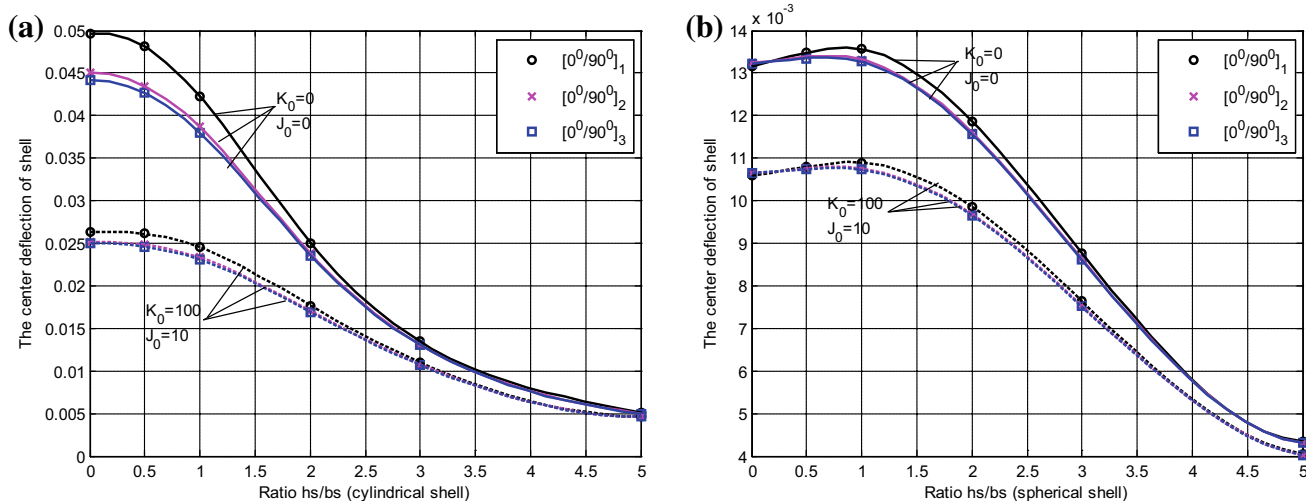 (a)
The center deflection of shell
0.05
0.045
0.04
0.035
0.03
0.025
0.02
0.015
0.01
0.005
0
K₀=0
J₀=0
K₀=100
J₀=10
[0⁰/90⁰]₁
[0⁰/90⁰]₂
[0⁰/90⁰]₃
0 0.5 1 1.5 2 2.5 3 3.5 4 4.5 5
Ratio hs/bs (cylindrical shell)
(b)
x 10⁻³
The center deflection of shell
14
13
12
11
10
9
8
7
6
5
4
K₀=0
J₀=0
K₀=100
J₀=10
[0⁰/90⁰]₁
[0⁰/90⁰]₂
[0⁰/90⁰]₃
0 0.5 1 1.5 2 2.5 3 3.5 4 4.5 5
Ratio hs/bs (spherical shell)